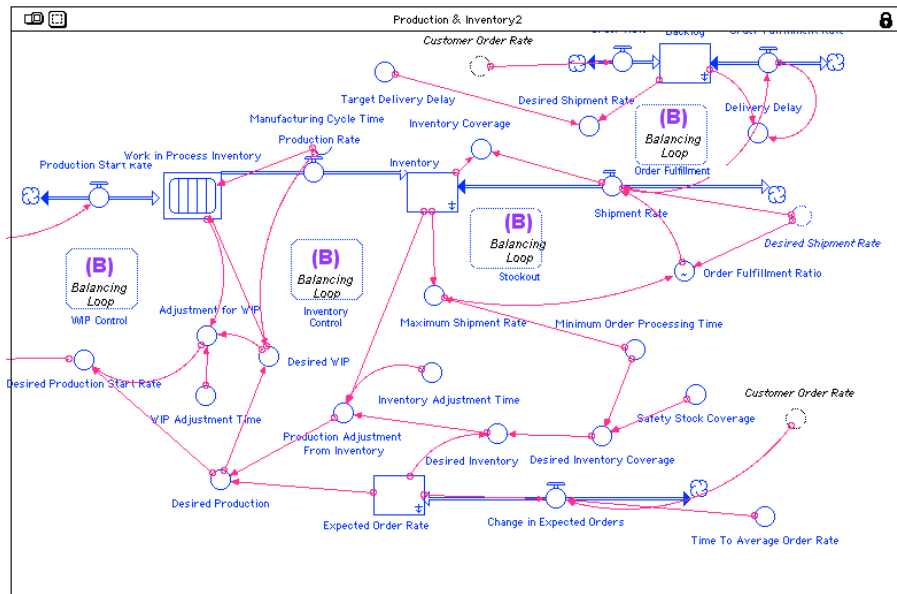 Production & Inventory2
Customer Order Rate
Backlog
Order Fulfillment Rate
Target Delivery Delay
Desired Shipment Rate
Delivery Delay
Manufacturing Cycle Time
Inventory Coverage
(B)
Balancing
Loop
Order Fulfillment
Production Rate
Work in Process Inventory
Inventory
Production Start Rate
Shipment Rate
(B)
Balancing
Loop
Stockout
Desired Shipment Rate
(B)
Balancing
Loop
WIP Control
(B)
Balancing
Loop
Inventory
Control
~
Order Fulfillment Ratio
Adjustment for WIP
Maximum Shipment Rate
Minimum Order Processing Time
Desired WIP
Desired Production Start Rate
Inventory Adjustment Time
Customer Order Rate
WIP Adjustment Time
Safety Stock Coverage
Production Adjustment
From Inventory
Desired Inventory
Desired Inventory Coverage
Desired Production
Expected Order Rate
Change in Expected Orders
Time To Average Order Rate